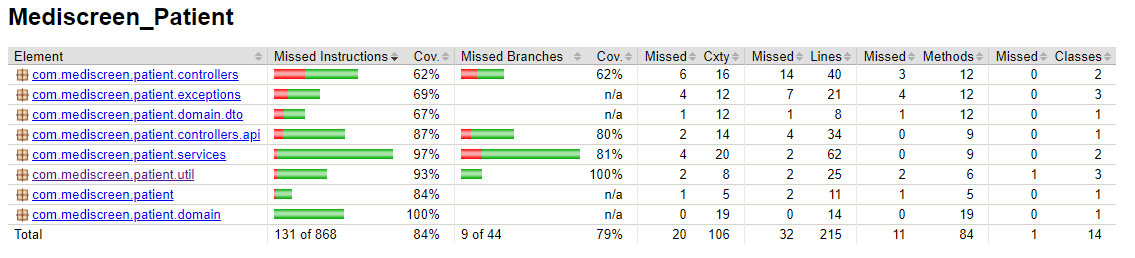 Mediscreen_Patient
Element Missed Instructions Cov. Missed Branches Cov. Missed Cxty Missed Lines Missed Methods Missed Classes
com.mediscreen.patient.controllers 62% 62% 6 16 14 40 3 12 0 2
com.mediscreen.patient.exceptions 69% n/a 4 12 7 21 4 12 0 3
com.mediscreen.patient.domain.dto 67% n/a 1 12 1 8 1 12 0 1
com.mediscreen.patient.controllers.api 87% 80% 2 14 4 34 0 9 0 1
com.mediscreen.patient.services 97% 81% 4 20 2 62 0 9 0 2
com.mediscreen.patient.util 93% 100% 2 8 2 25 2 6 1 3
com.mediscreen.patient 84% n/a 1 5 2 11 1 5 0 1
com.mediscreen.patient.domain 100% n/a 0 19 0 14 0 19 0 1
Total 131 of 868 84% 9 of 44 79% 20 106 32 215 11 84 1 14